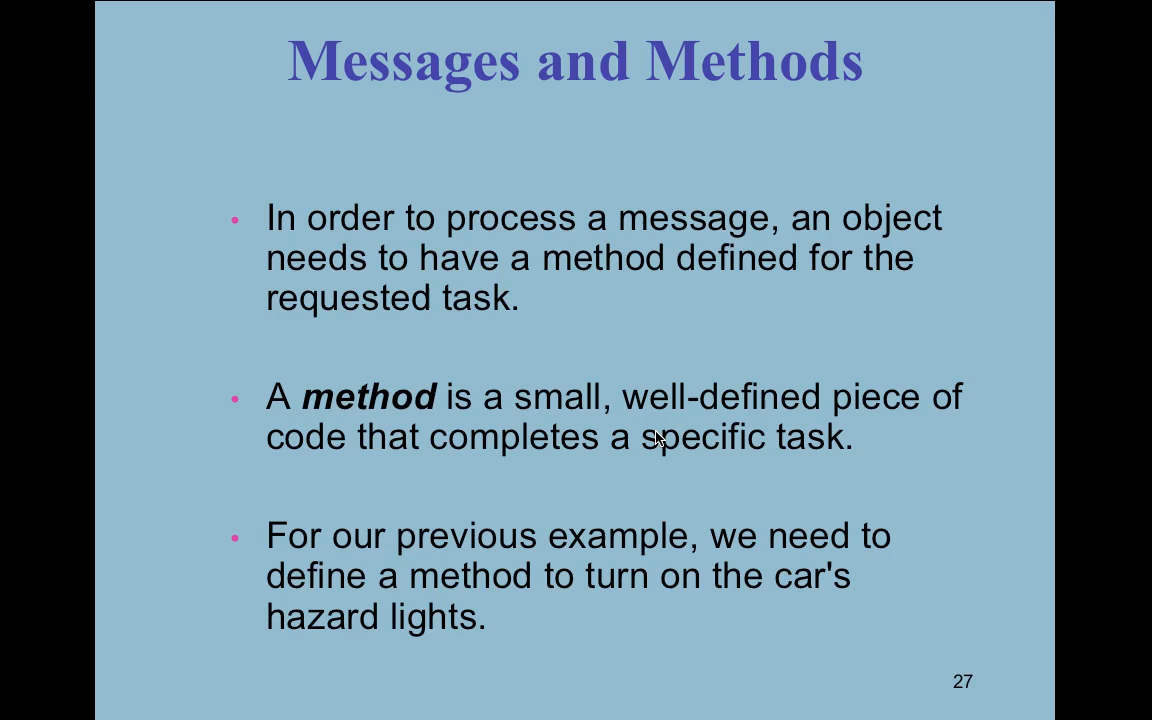 Messages and Methods
• In order to process a message, an object
needs to have a method defined for the
requested task.
• A method is a small, well-defined piece of
code that completes a specific task.
• For our previous example, we need to
define a method to turn on the car's
hazard lights.
27